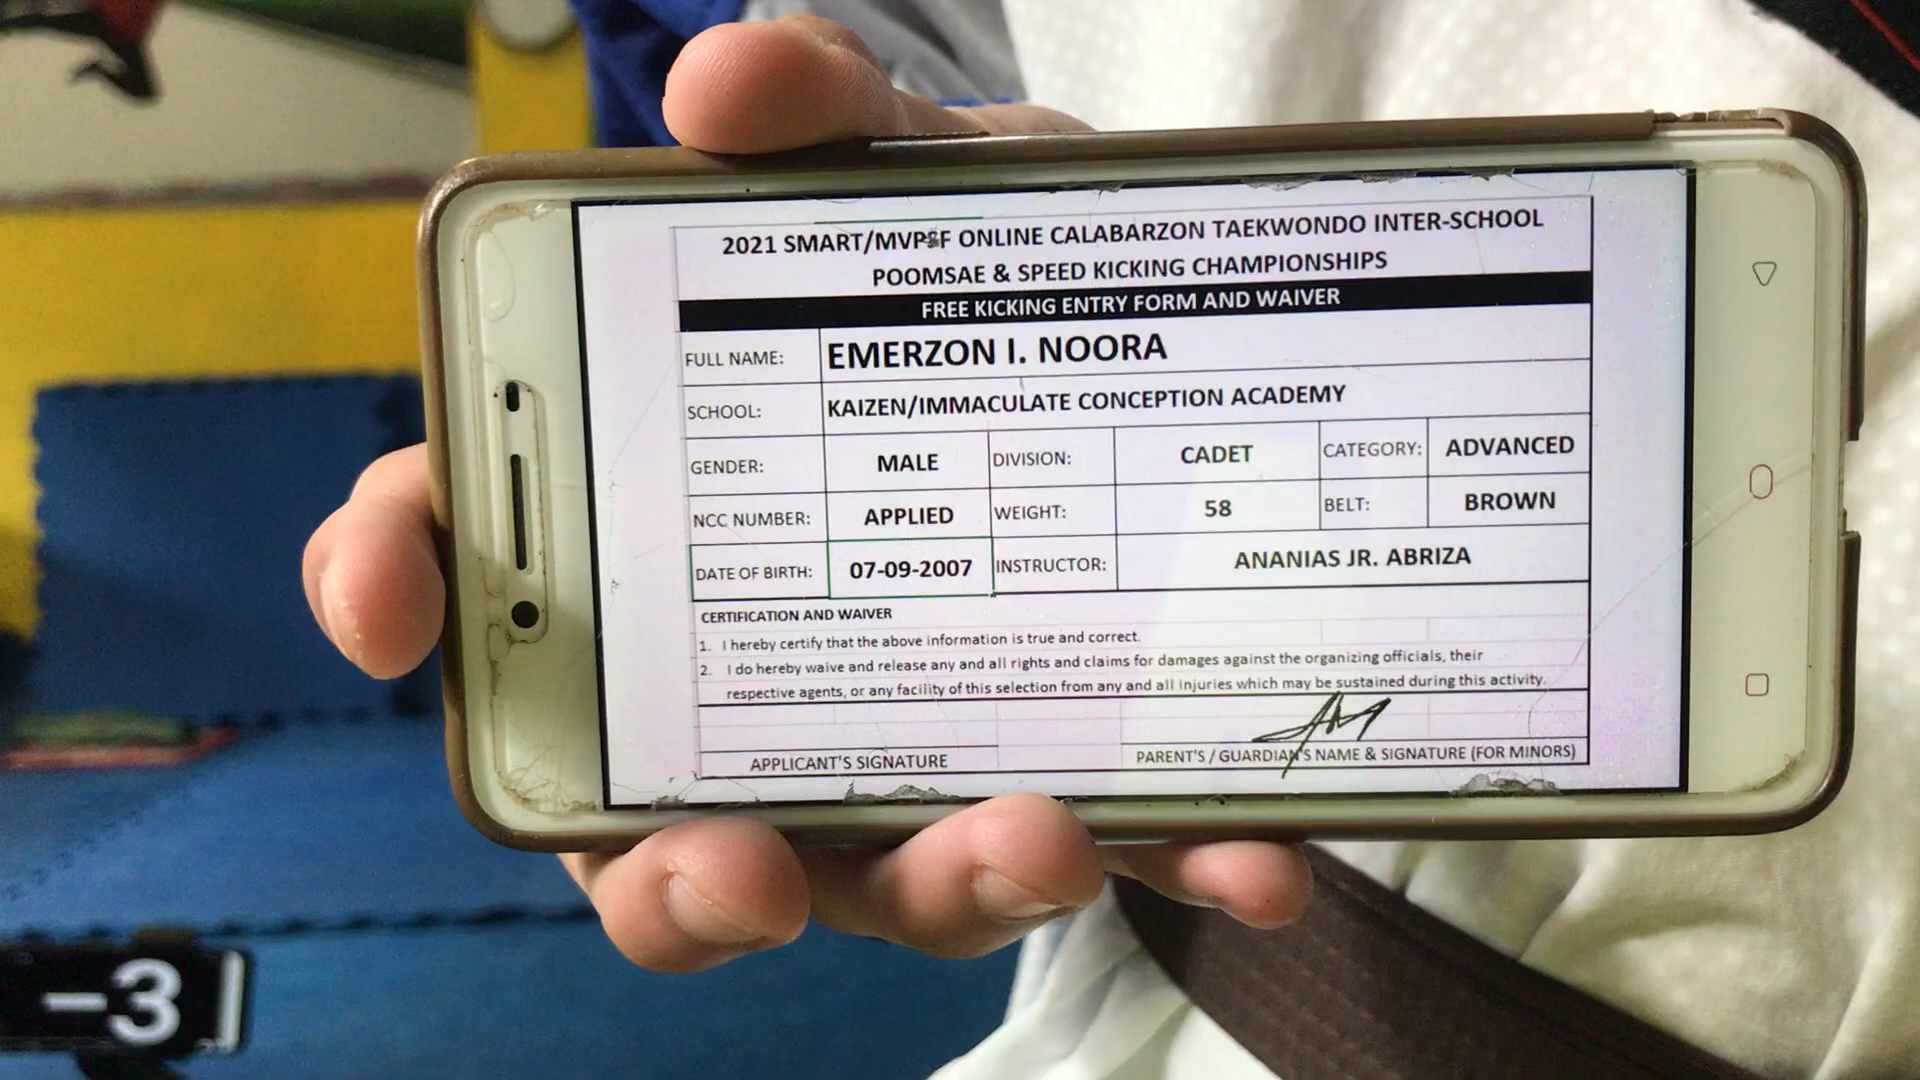 2021 SMART/MVPSF ONLINE CALABARZON TAEKWONDO INTER-SCHOOL
POOMSAE & SPEED KICKING CHAMPIONSHIPS
FREE KICKING ENTRY FORM AND WAIVER
FULL NAME: EMERZON I. NOORA
SCHOOL: KAIZEN/IMMACULATE CONCEPTION ACADEMY
GENDER: MALE DIVISION: CADET CATEGORY: ADVANCED
NCC NUMBER: APPLIED WEIGHT: 58 BELT: BROWN
DATE OF BIRTH: 07-09-2007 INSTRUCTOR: ANANIAS JR. ABRIZA
CERTIFICATION AND WAIVER
1. I hereby certify that the above information is true and correct.
2. I do hereby waive and release any and all rights and claims for damages against the organizing officials, their
respective agents, or any facility of this selection from any and all injuries which may be sustained during this activity.
APPLICANT'S SIGNATURE PARENT'S / GUARDIAN'S NAME & SIGNATURE (FOR MINORS)
-3